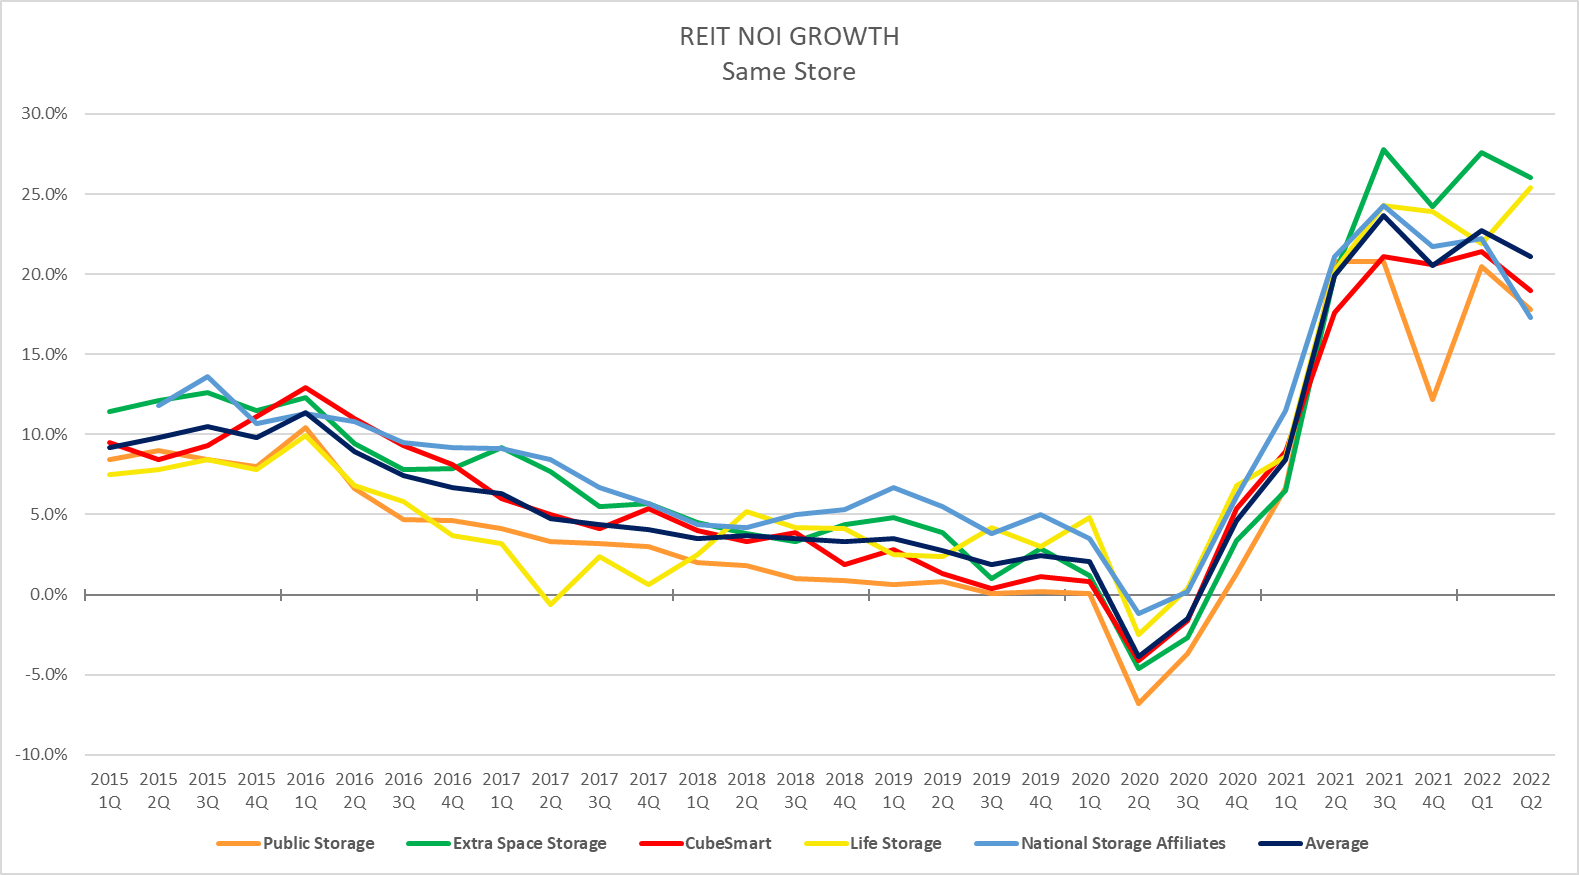 REIT NOI GROWTH
Same Store
30.0%
25.0%
20.0%
15.0%
10.0%
5.0%
0.0%
-5.0%
-10.0%
2015 2015 2015 2015 2016 2016 2016 2016 2017 2017 2017 2017 2018 2018 2018 2018 2019 2019 2019 2019 2020 2020 2020 2020 2021 2021 2021 2021 2022 2022
1Q 2Q 3Q 4Q 1Q 2Q 3Q 4Q 1Q 2Q 3Q 4Q 1Q 2Q 3Q 4Q 1Q 2Q 3Q 4Q 1Q 2Q 3Q 4Q 1Q 2Q 3Q 4Q Q1 Q2
Public Storage Extra Space Storage CubeSmart Life Storage National Storage Affiliates Average